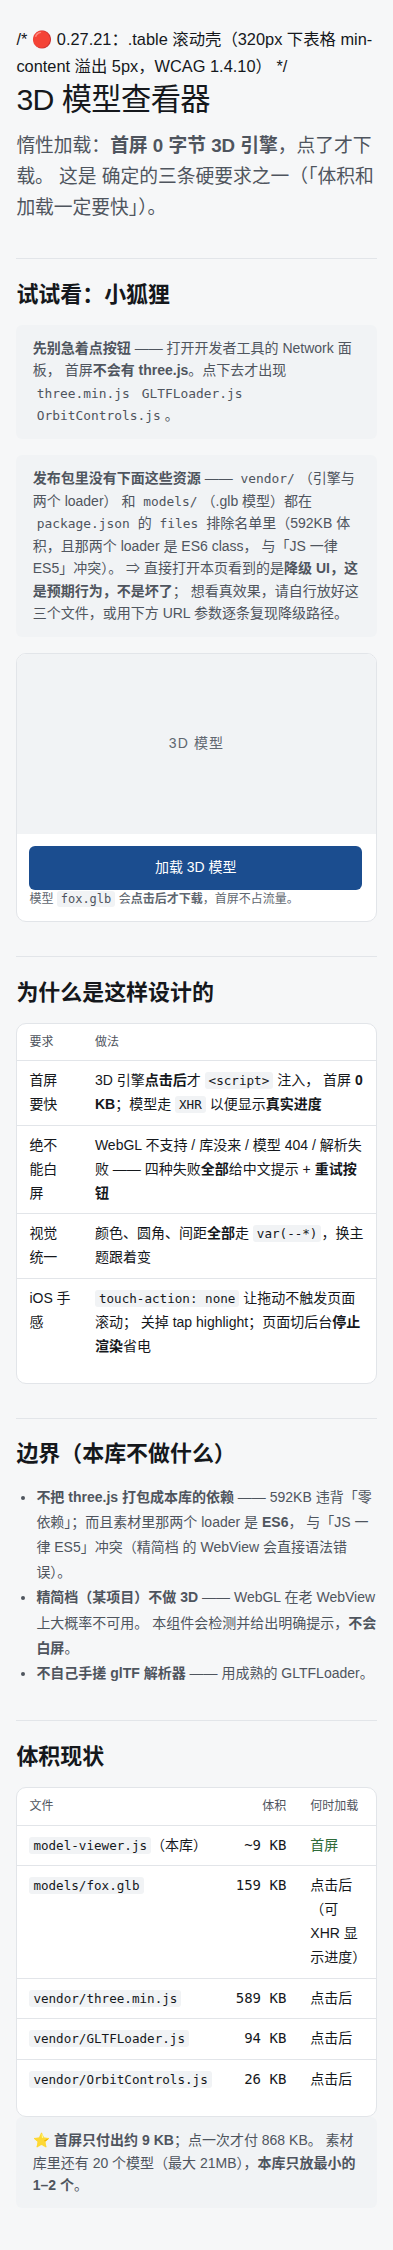 /* 🔴 0.27.21：.table 滚动壳（320px 下表格 min-
content 溢出 5px，WCAG 1.4.10） */
3D 模型查看器
惰性加载：首屏 0 字节 3D 引擎，点了才下
载。 这是 确定的三条硬要求之一（「体积和
加载一定要快」）。
试试看：小狐狸
先别急着点按钮 —— 打开开发者工具的 Network 面
板， 首屏不会有 three.js。点下去才出现
three.min.js GLTFLoader.js
OrbitControls.js 。
发布包里没有下面这些资源 —— vendor/ （引擎与
两个 loader） 和 models/ （.glb 模型）都在
package.json 的 files 排除名单里（592KB 体
积，且那两个 loader 是 ES6 class， 与「JS 一律
ES5」冲突）。 ⇒ 直接打开本页看到的是降级 UI，这
是预期行为，不是坏了； 想看真效果，请自行放好这
三个文件，或用下方 URL 参数逐条复现降级路径。
3D 模型
加载 3D 模型
模型 fox.glb 会点击后才下载，首屏不占流量。
为什么是这样设计的
要求 做法
首屏 3D 引擎点击后才 <script> 注入， 首屏 0
要快 KB；模型走 XHR 以便显示真实进度
绝不 WebGL 不支持 / 库没来 / 模型 404 / 解析失
能白 败 —— 四种失败全部给中文提示 + 重试按
屏 钮
视觉 颜色、圆角、间距全部走 var(--*) ，换主
统一 题跟着变
iOS 手 touch-action: none 让拖动不触发页面
感 滚动； 关掉 tap highlight；页面切后台停止
渲染省电
边界（本库不做什么）
• 不把 three.js 打包成本库的依赖 —— 592KB 违背「零
依赖」；而且素材里那两个 loader 是 ES6， 与「JS 一
律 ES5」冲突（精简档 的 WebView 会直接语法错
误）。
• 精简档（某项目）不做 3D —— WebGL 在老 WebView
上大概率不可用。 本组件会检测并给出明确提示，不会
白屏。
• 不自己手搓 glTF 解析器 —— 用成熟的 GLTFLoader。
体积现状
文件 体积 何时加载
model-viewer.js（本库） ~9 KB 首屏
models/fox.glb 159 KB 点击后
（可
XHR 显
示进度）
vendor/three.min.js 589 KB 点击后
vendor/GLTFLoader.js 94 KB 点击后
vendor/OrbitControls.js 26 KB 点击后
⭐ 首屏只付出约 9 KB；点一次才付 868 KB。 素材
库里还有 20 个模型（最大 21MB），本库只放最小的
1–2 个。